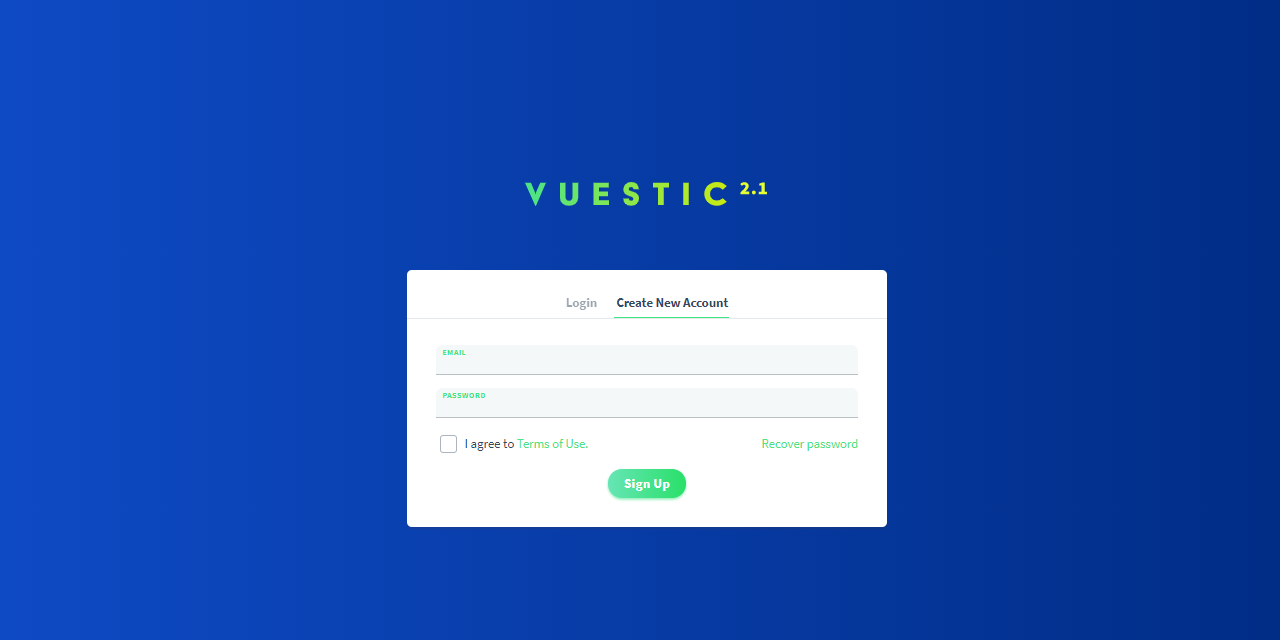 VUESTIC 2.1
Login Create New Account
EMAIL
PASSWORD
I agree to Terms of Use. Recover password
Sign Up